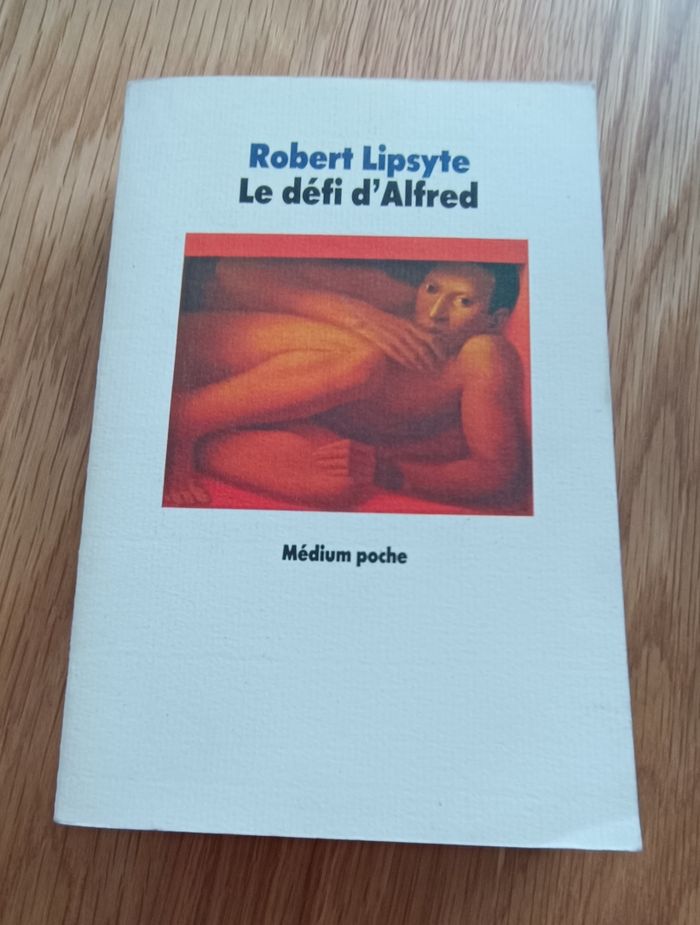 Robert Lipsyte
Le défi d'Alfred
Médium poche